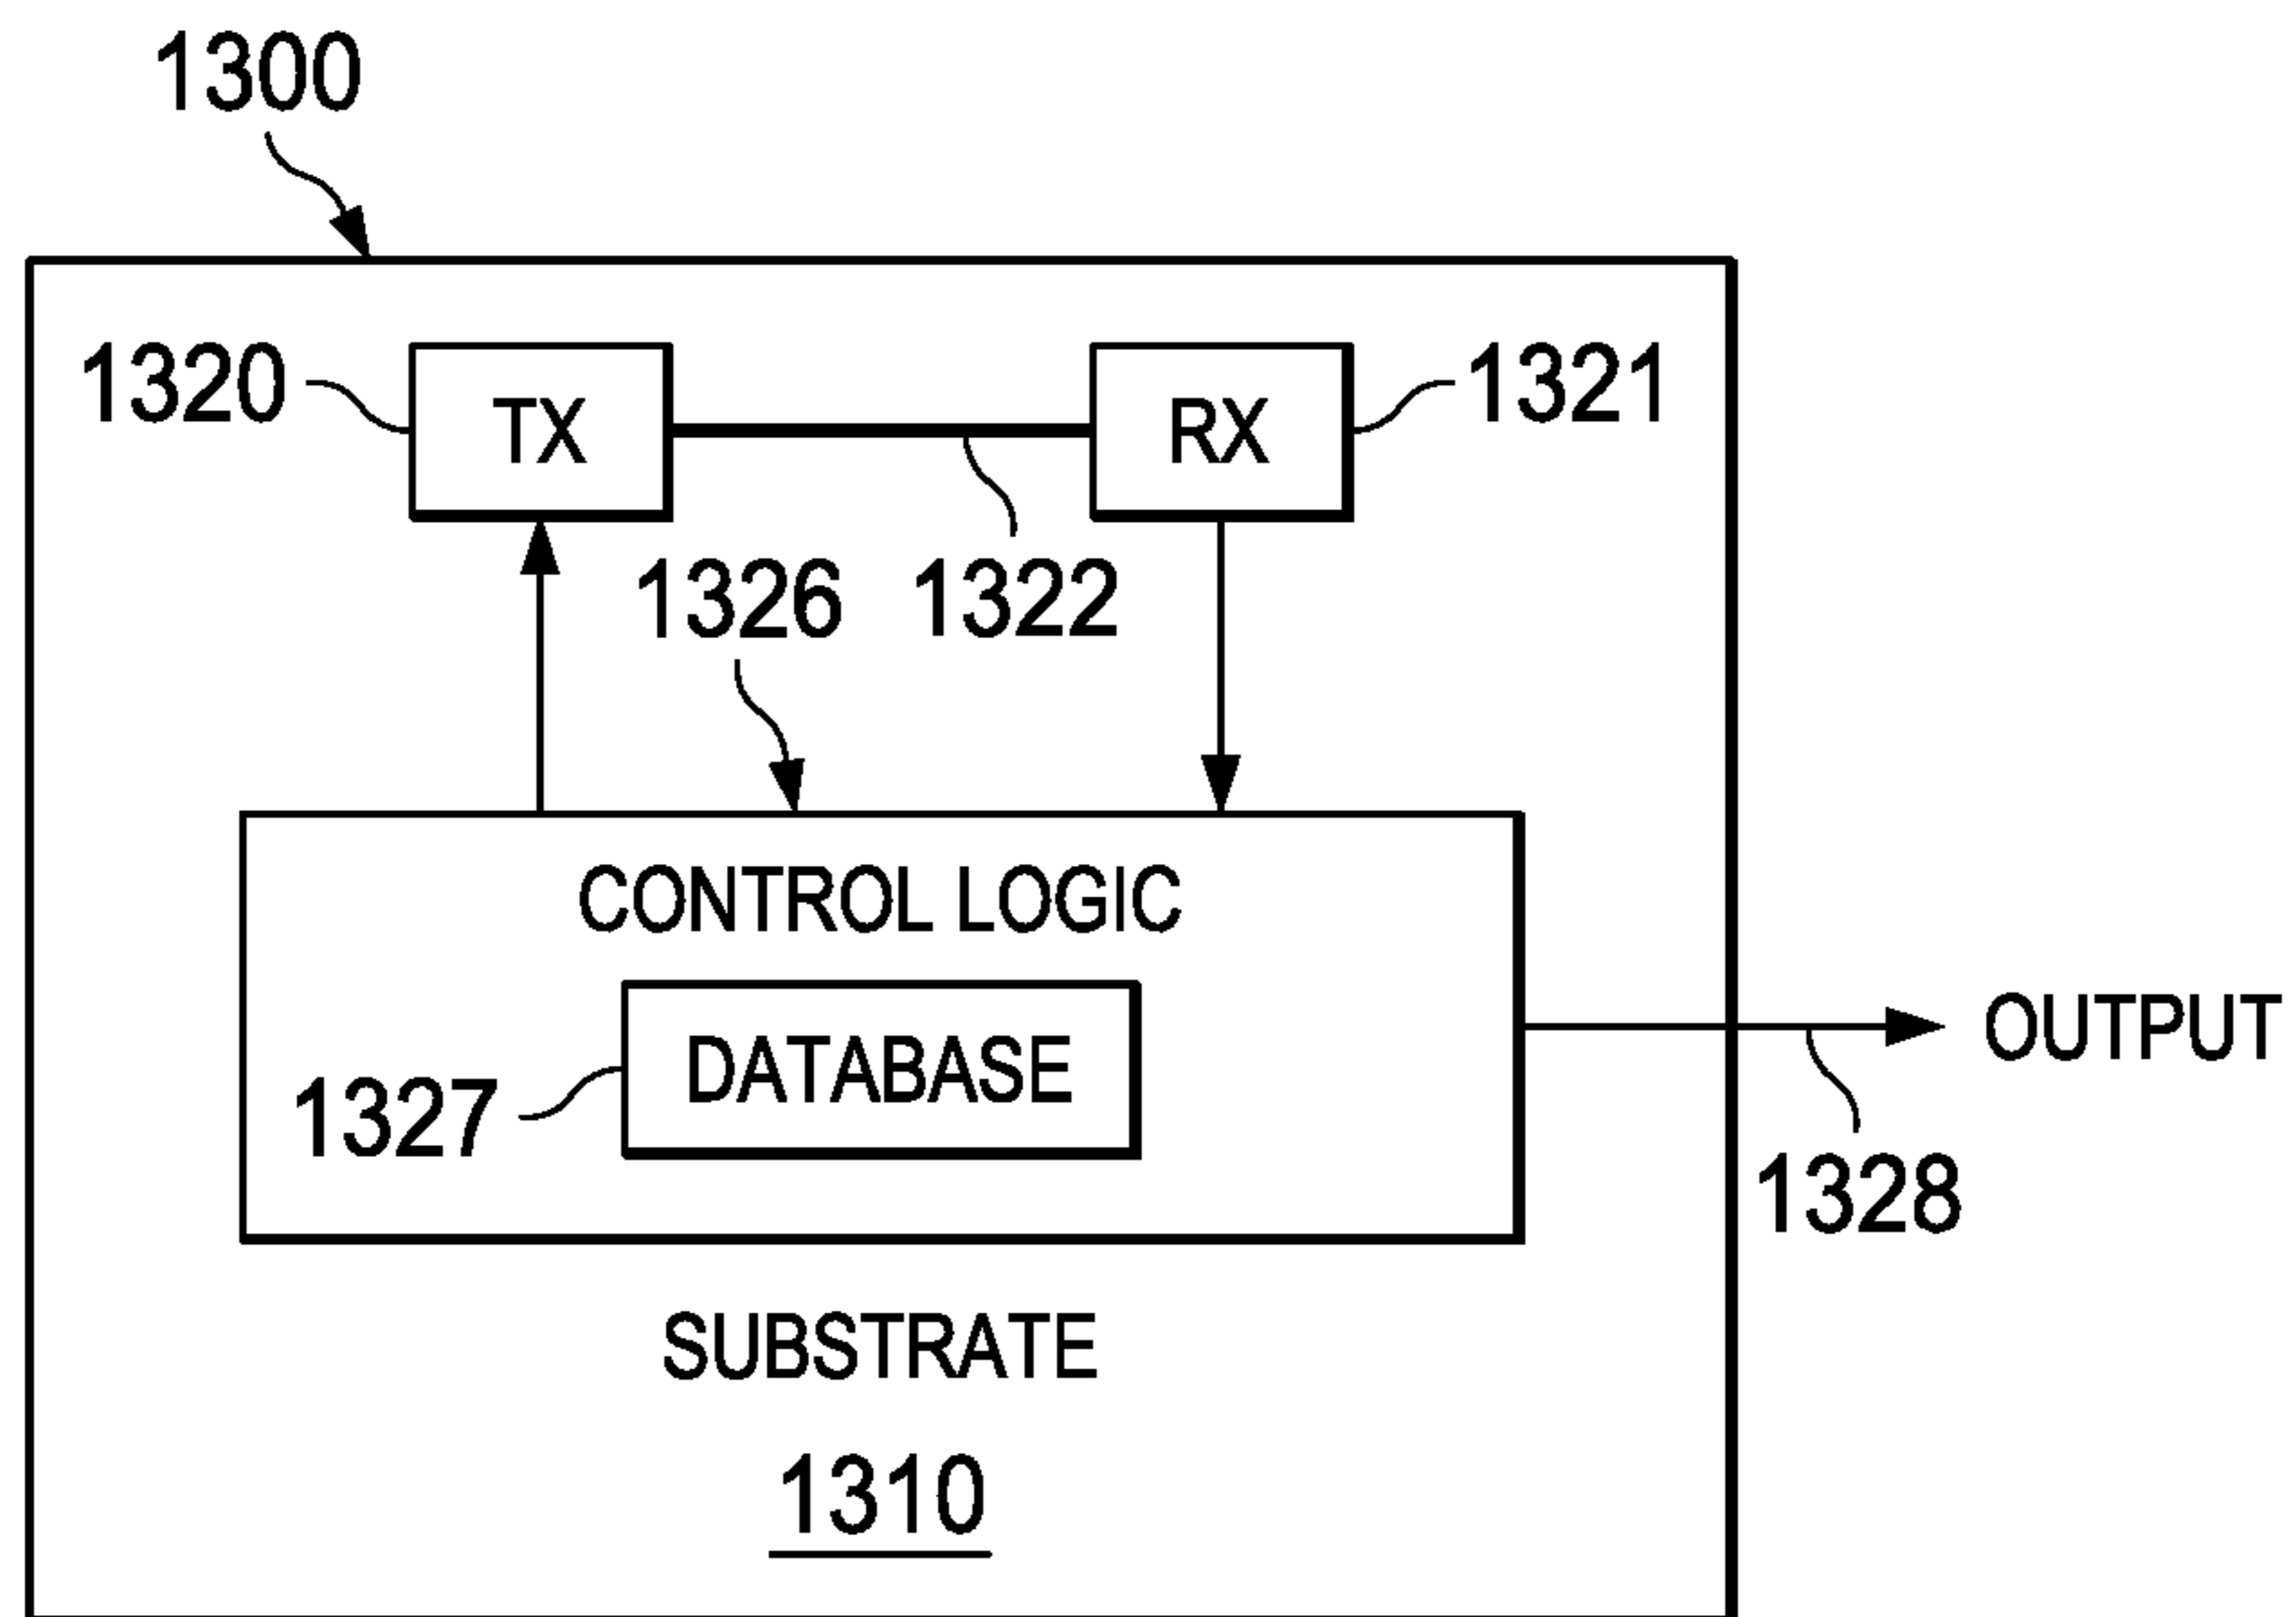 1300
1320
TX
RX
1321
1326
1322
CONTROL LOGIC
DATABASE
1327
OUTPUT
1328
SUBSTRATE
1310